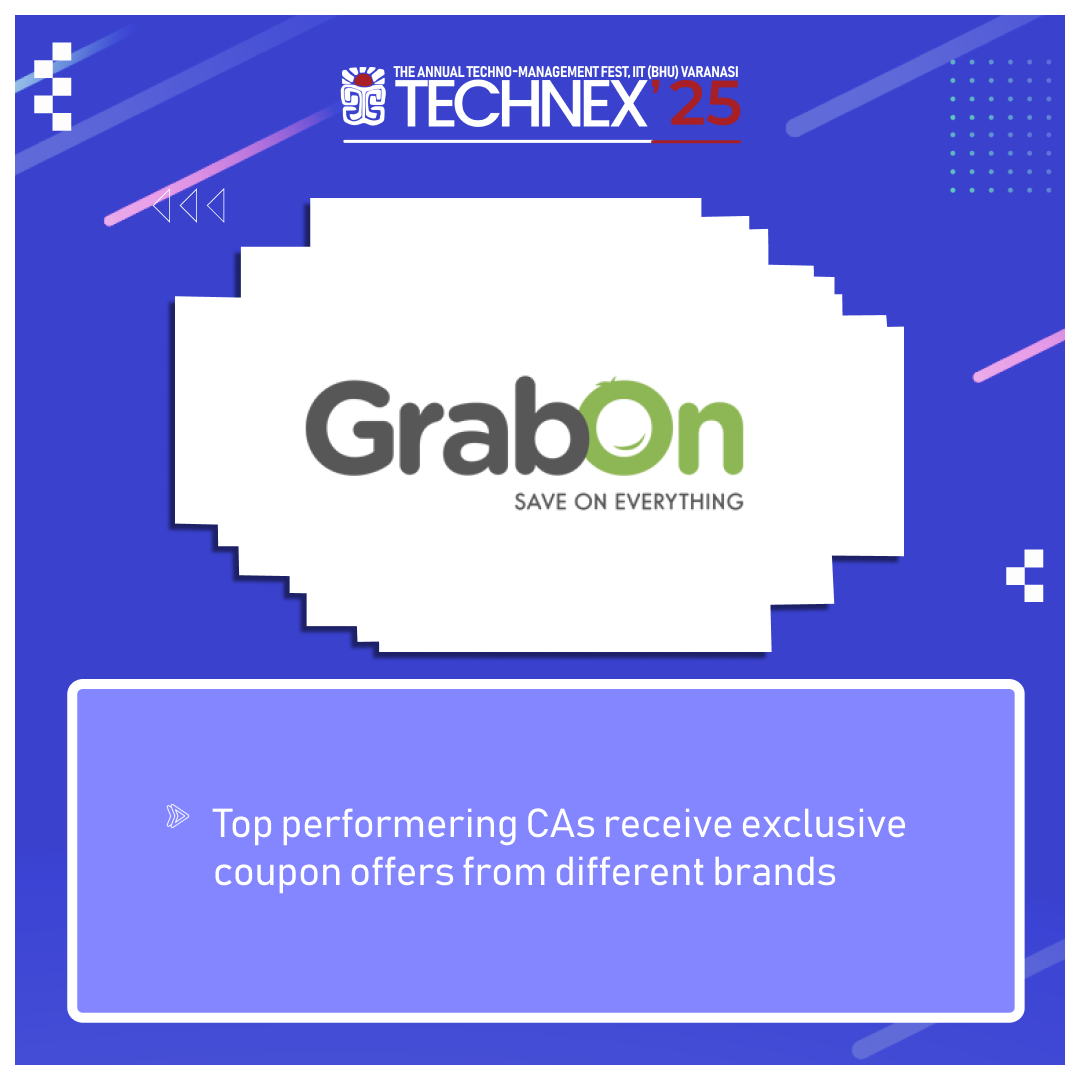 THE ANNUAL TECHNO-MANAGEMENT FEST, IIT (BHU) VARANASI
TECHNEX'25
GrabOn
SAVE ON EVERYTHING
Top performering CAs receive exclusive
coupon offers from different brands